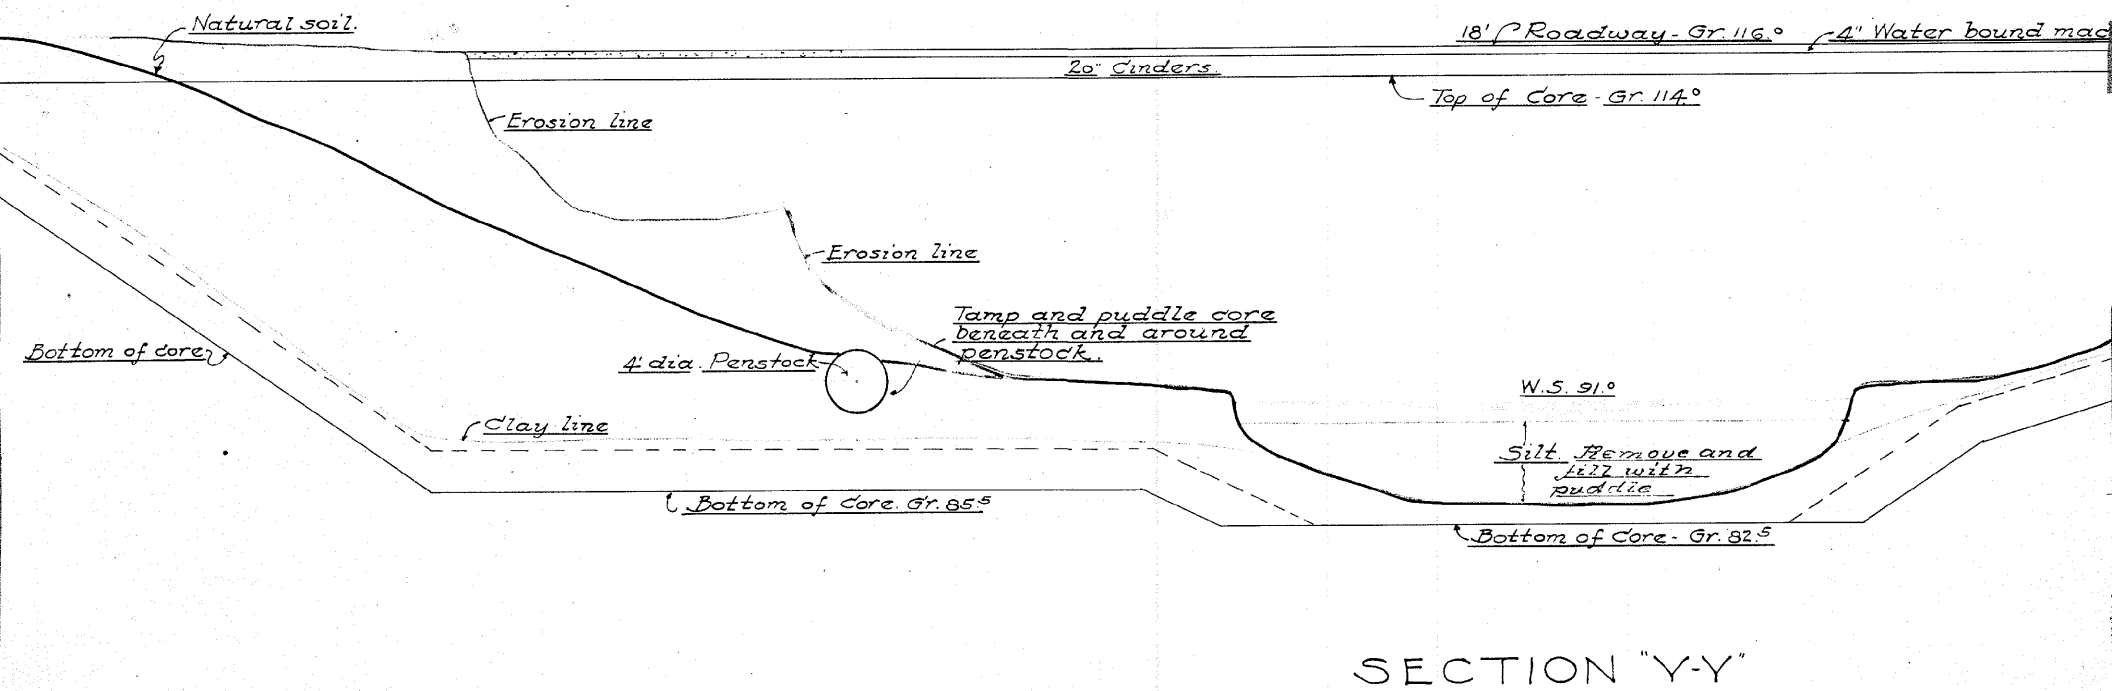 Natural soil.
18' Roadway - Gr. 116.0
4" Water bound mac
20" Cinders.
Top of Core - Gr. 114.0
Erosion line
Erosion line
Tamp and puddle core
beneath and around
penstock.
Bottom of core
4' dia. Penstock
W.S. 91.0
Clay line
Silt. Remove and
fill with
puddle
Bottom of Core. Gr. 85.5
Bottom of Core - Gr. 82.5
SECTION "Y-Y"